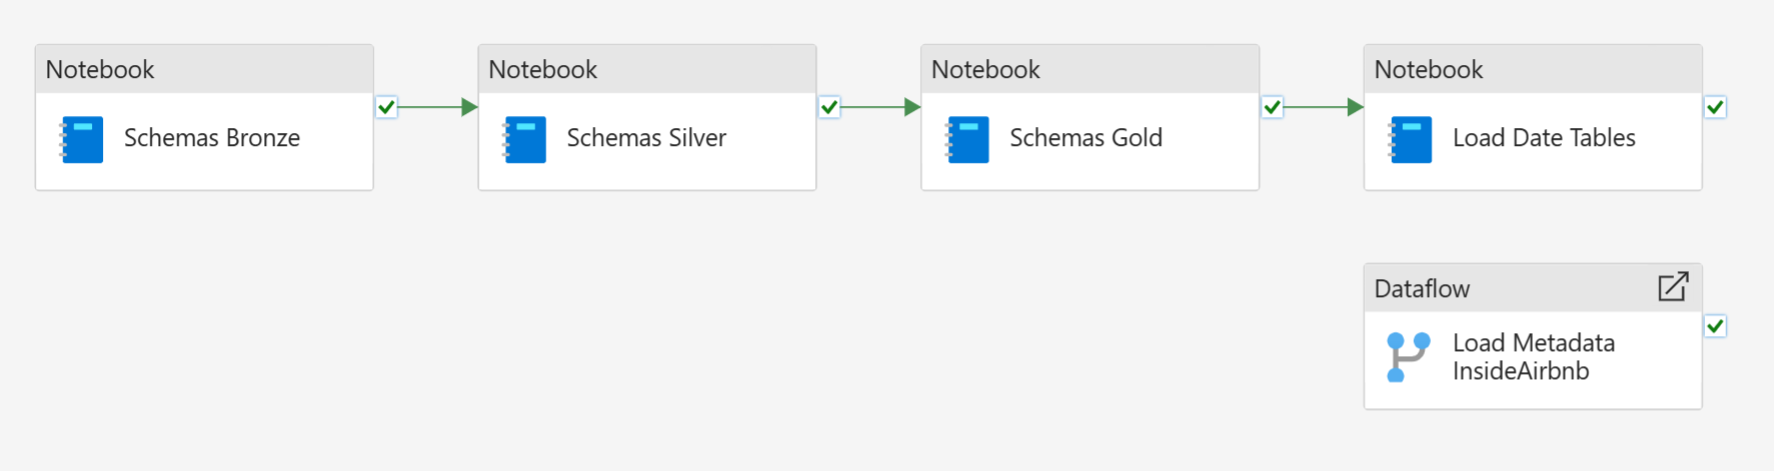 Notebook
Schemas Bronze
Notebook
Schemas Silver
Notebook
Schemas Gold
Notebook
Load Date Tables
Dataflow
Load Metadata
InsideAirbnb